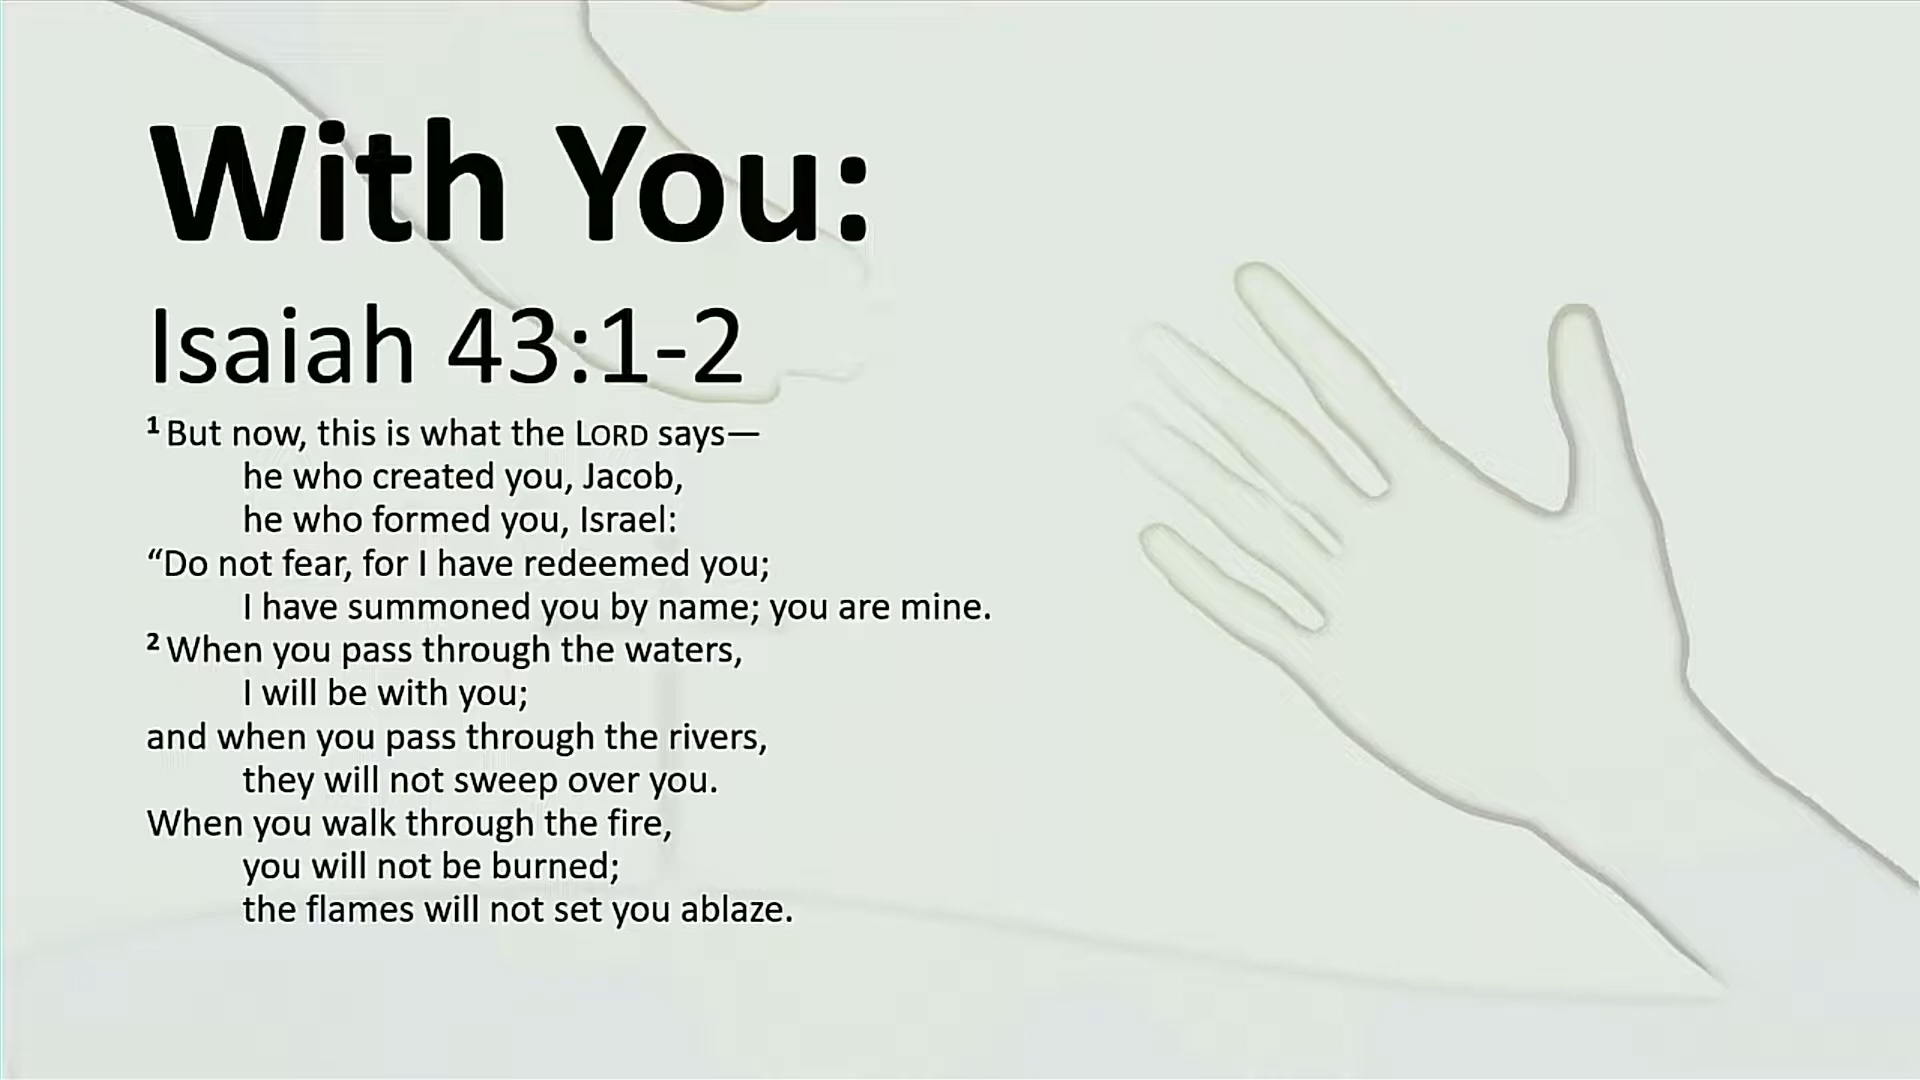 With You:
Isaiah 43:1-2
¹ But now, this is what the LORD says—
he who created you, Jacob,
he who formed you, Israel:
“Do not fear, for I have redeemed you;
I have summoned you by name; you are mine.
² When you pass through the waters,
I will be with you;
and when you pass through the rivers,
they will not sweep over you.
When you walk through the fire,
you will not be burned;
the flames will not set you ablaze.